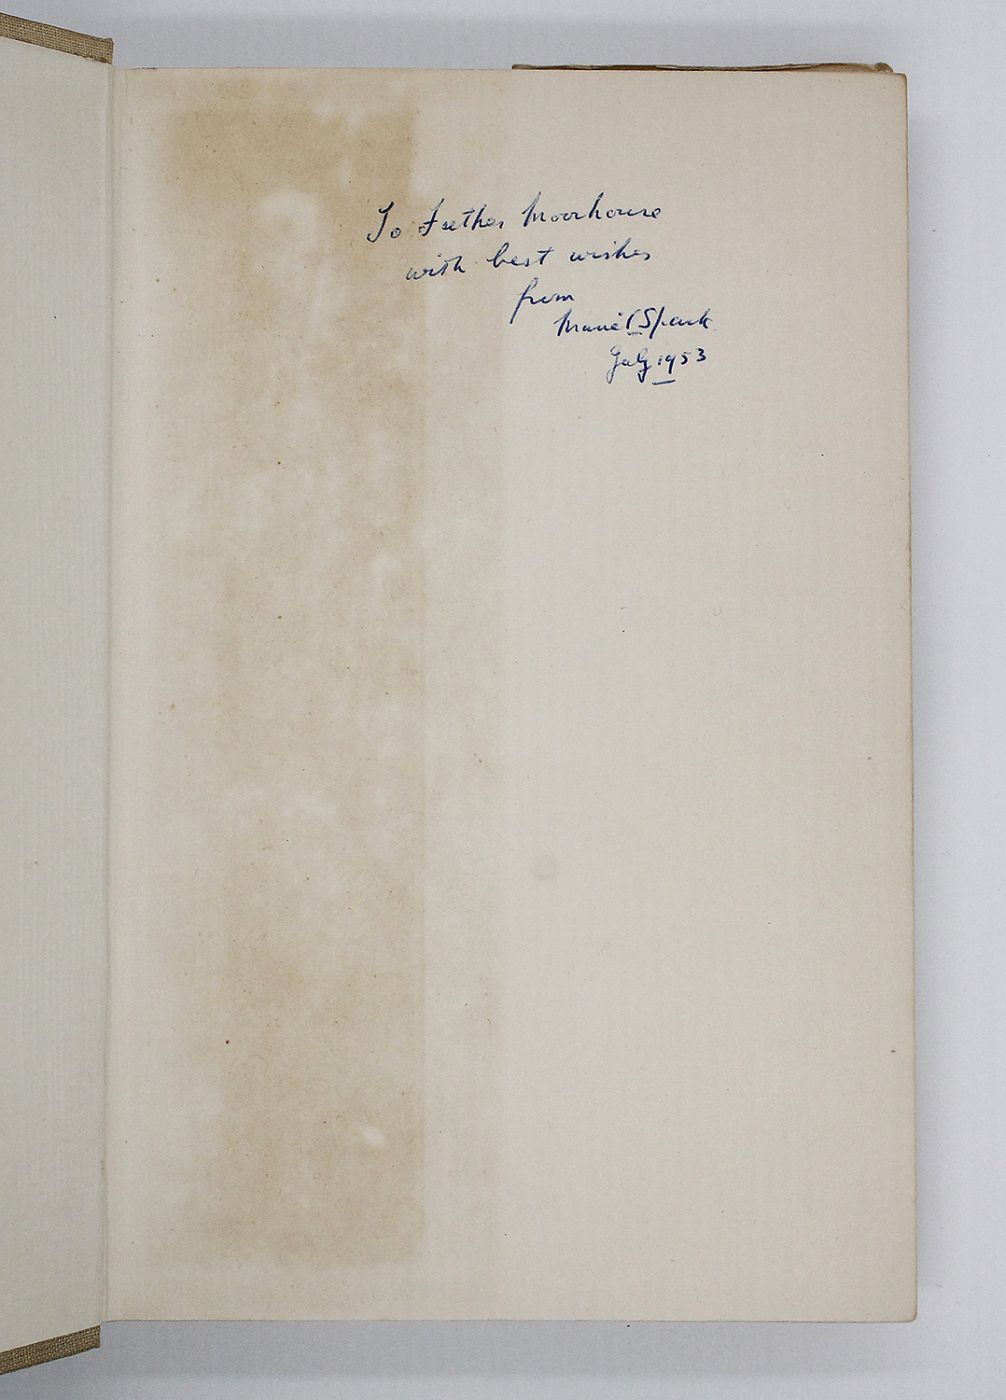 To Father Moorhouse
with best wishes
from
Muriel Spark
July 1953